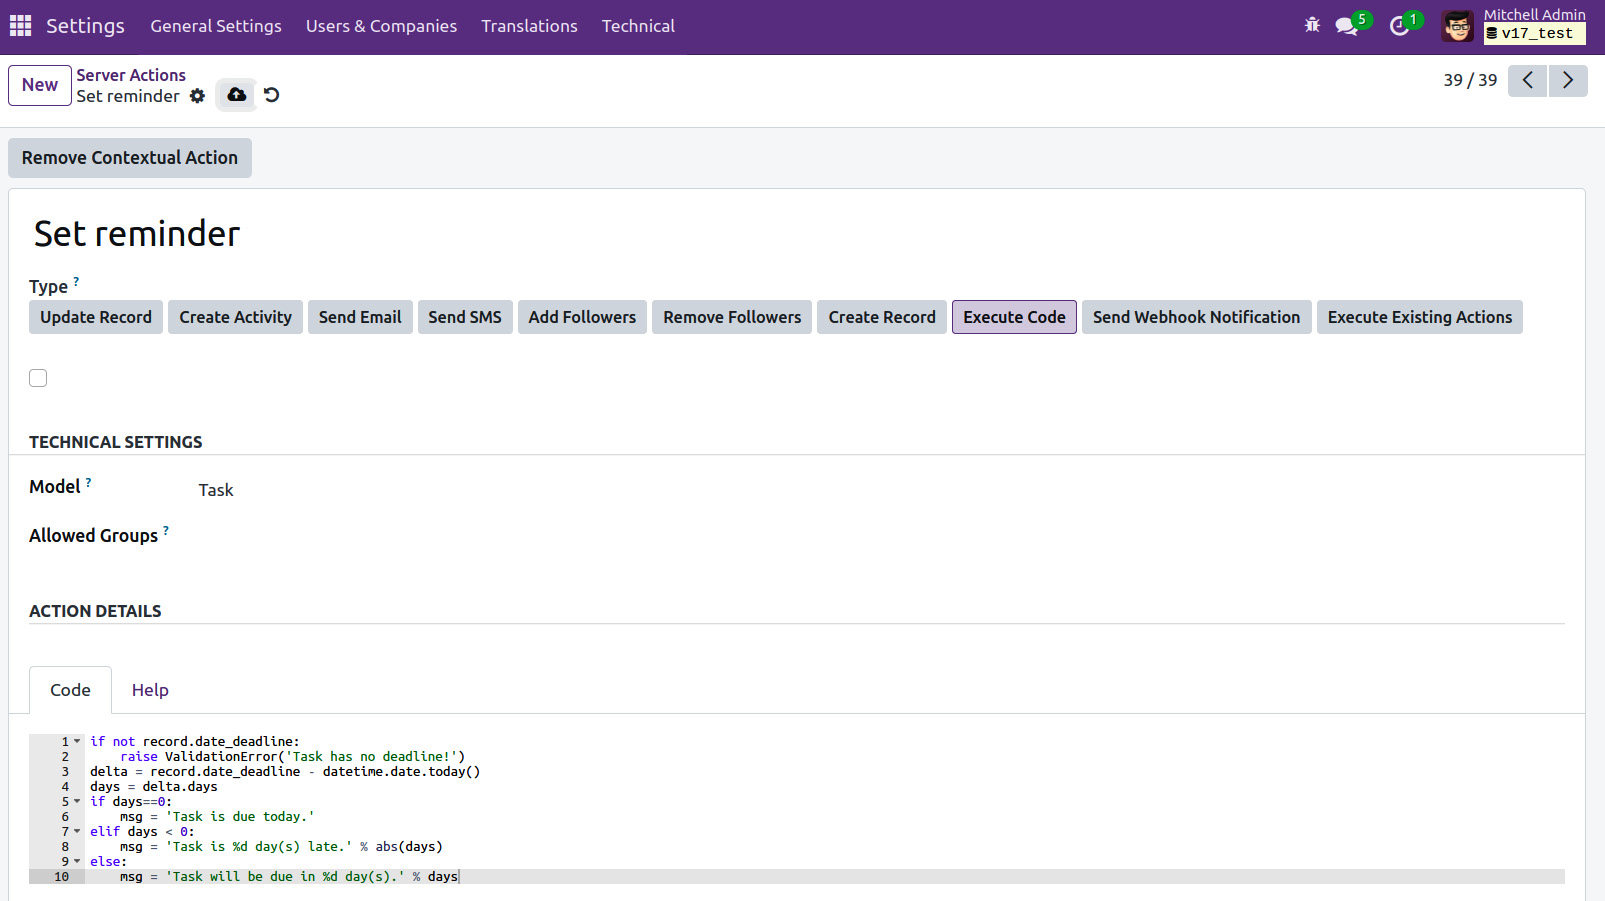 Settings General Settings Users & Companies Translations Technical 5 1 Mitchell Admin
v17_test
New Server Actions
Set reminder
39 / 39
Remove Contextual Action
Set reminder
Type ?
Update Record Create Activity Send Email Send SMS Add Followers Remove Followers Create Record Execute Code Send Webhook Notification Execute Existing Actions
TECHNICAL SETTINGS
Model ? Task
Allowed Groups ?
ACTION DETAILS
Code Help
1 if not record.date_deadline:
2     raise ValidationError('Task has no deadline!')
3 delta = record.date_deadline - datetime.date.today()
4 days = delta.days
5 if days==0:
6     msg = 'Task is due today.'
7 elif days < 0:
8     msg = 'Task is %d day(s) late.' % abs(days)
9 else:
10     msg = 'Task will be due in %d day(s).' % days